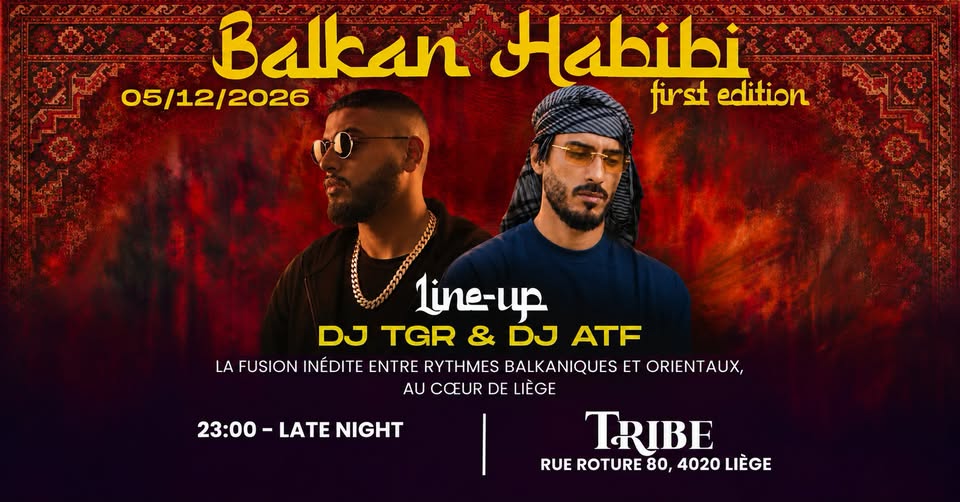 Balkan Habibi
05/12/2026
first edition
Line-up
DJ TGR & DJ ATF
LA FUSION INÉDITE ENTRE RYTHMES BALKANIQUES ET ORIENTAUX,
AU CŒUR DE LIÈGE
23:00 - LATE NIGHT
TRIBE
RUE ROTURE 80, 4020 LIÈGE